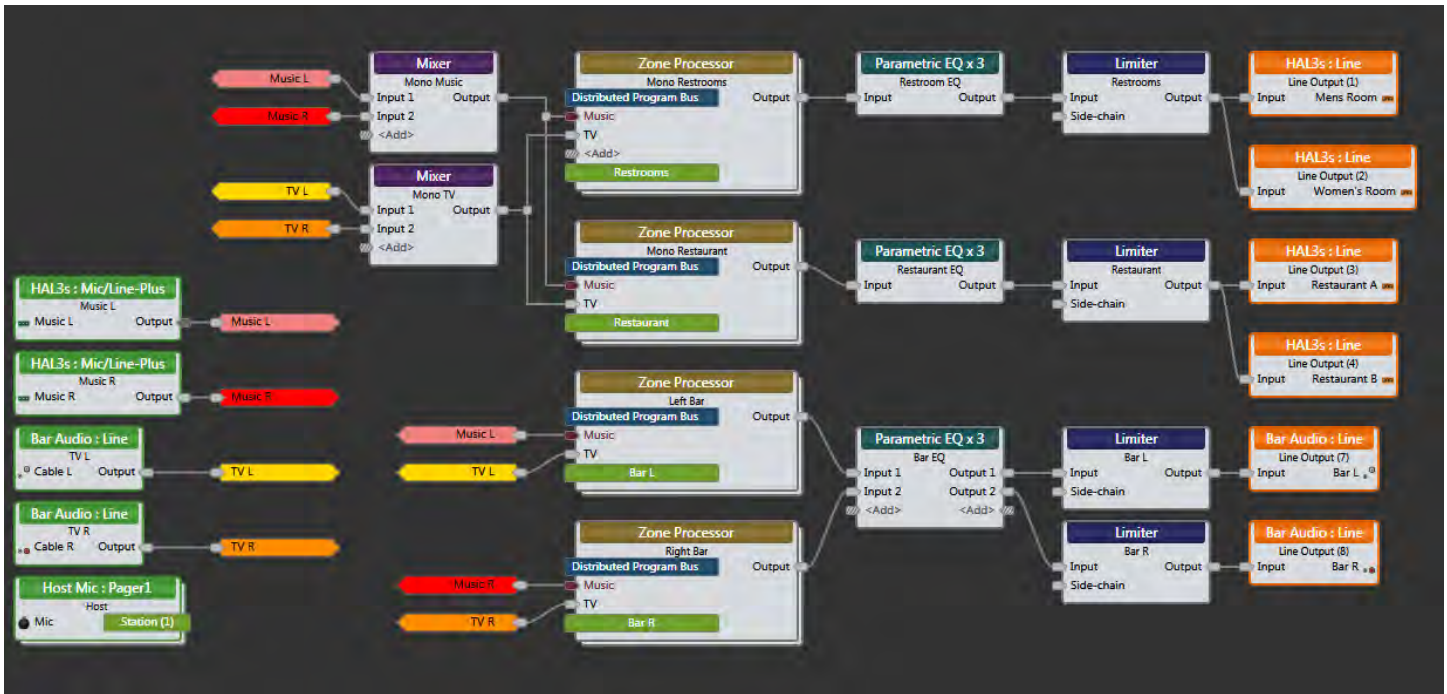 Music L
Music R
TV L
TV R
Mixer
Mono Music
Input 1 Output
Input 2
<Add>
Mixer
Mono TV
Input 1 Output
Input 2
<Add>
Zone Processor
Mono Restrooms
Distributed Program Bus Output
Music
TV
<Add>
Restrooms
Parametric EQ x 3
Restroom EQ
Input Output
Limiter
Restrooms
Input Output
Side-chain
HAL3s : Line
Line Output (1)
Input Mens Room
HAL3s : Line
Line Output (2)
Input Women's Room
Zone Processor
Mono Restaurant
Distributed Program Bus Output
Music
TV
Restaurant
Parametric EQ x 3
Restaurant EQ
Input Output
Limiter
Restaurant
Input Output
Side-chain
HAL3s : Line
Line Output (3)
Input Restaurant A
HAL3s : Line
Line Output (4)
Input Restaurant B
HAL3s : Mic/Line-Plus
Music L
Music L Output
Music L
HAL3s : Mic/Line-Plus
Music R
Music R Output
Music R
Bar Audio : Line
TV L
Cable L Output
TV L
Bar Audio : Line
TV R
Cable R Output
TV R
Host Mic : Pager1
Host
Mic Station (1)
Music L
TV L
Zone Processor
Left Bar
Distributed Program Bus Output
Music
TV
Bar L
Music R
TV R
Zone Processor
Right Bar
Distributed Program Bus Output
Music
TV
Bar R
Parametric EQ x 3
Bar EQ
Input 1 Output 1
Input 2 Output 2
<Add> <Add>
Limiter
Bar L
Input Output
Side-chain
Bar Audio : Line
Line Output (7)
Input Bar L
Limiter
Bar R
Input Output
Side-chain
Bar Audio : Line
Line Output (8)
Input Bar R